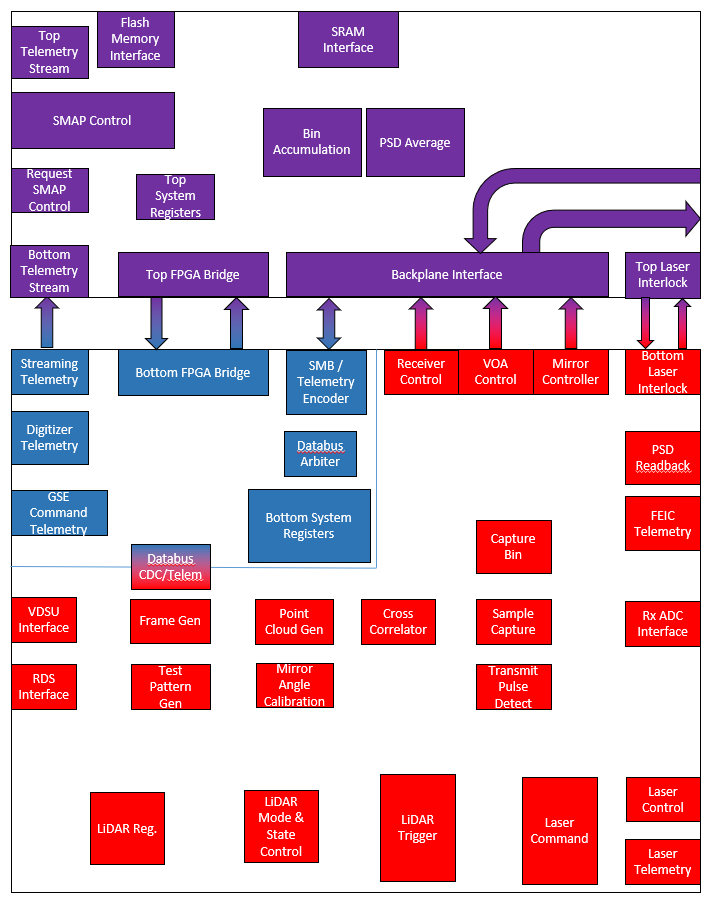 Top
Telemetry
Stream
Flash
Memory
Interface
SRAM
Interface
SMAP Control
Bin
Accumulation
PSD Average
Request
SMAP
Control
Top
System
Registers
Bottom
Telemetry
Stream
Top FPGA Bridge
Backplane Interface
Top Laser
Interlock
Streaming
Telemetry
Bottom FPGA Bridge
SMB /
Telemetry
Encoder
Receiver
Control
VOA
Control
Mirror
Controller
Bottom
Laser
Interlock
Digitizer
Telemetry
Databus
Arbiter
PSD
Readback
GSE
Command
Telemetry
Bottom System
Registers
FEIC
Telemetry
Capture
Bin
Databus
CDC/Telem
VDSU
Interface
Frame Gen
Point
Cloud Gen
Cross
Correlator
Sample
Capture
Rx ADC
Interface
RDS
Interface
Test
Pattern
Gen
Mirror
Angle
Calibration
Transmit
Pulse
Detect
LiDAR Reg.
LiDAR
Mode &
State
Control
LiDAR
Trigger
Laser
Command
Laser
Control
Laser
Telemetry